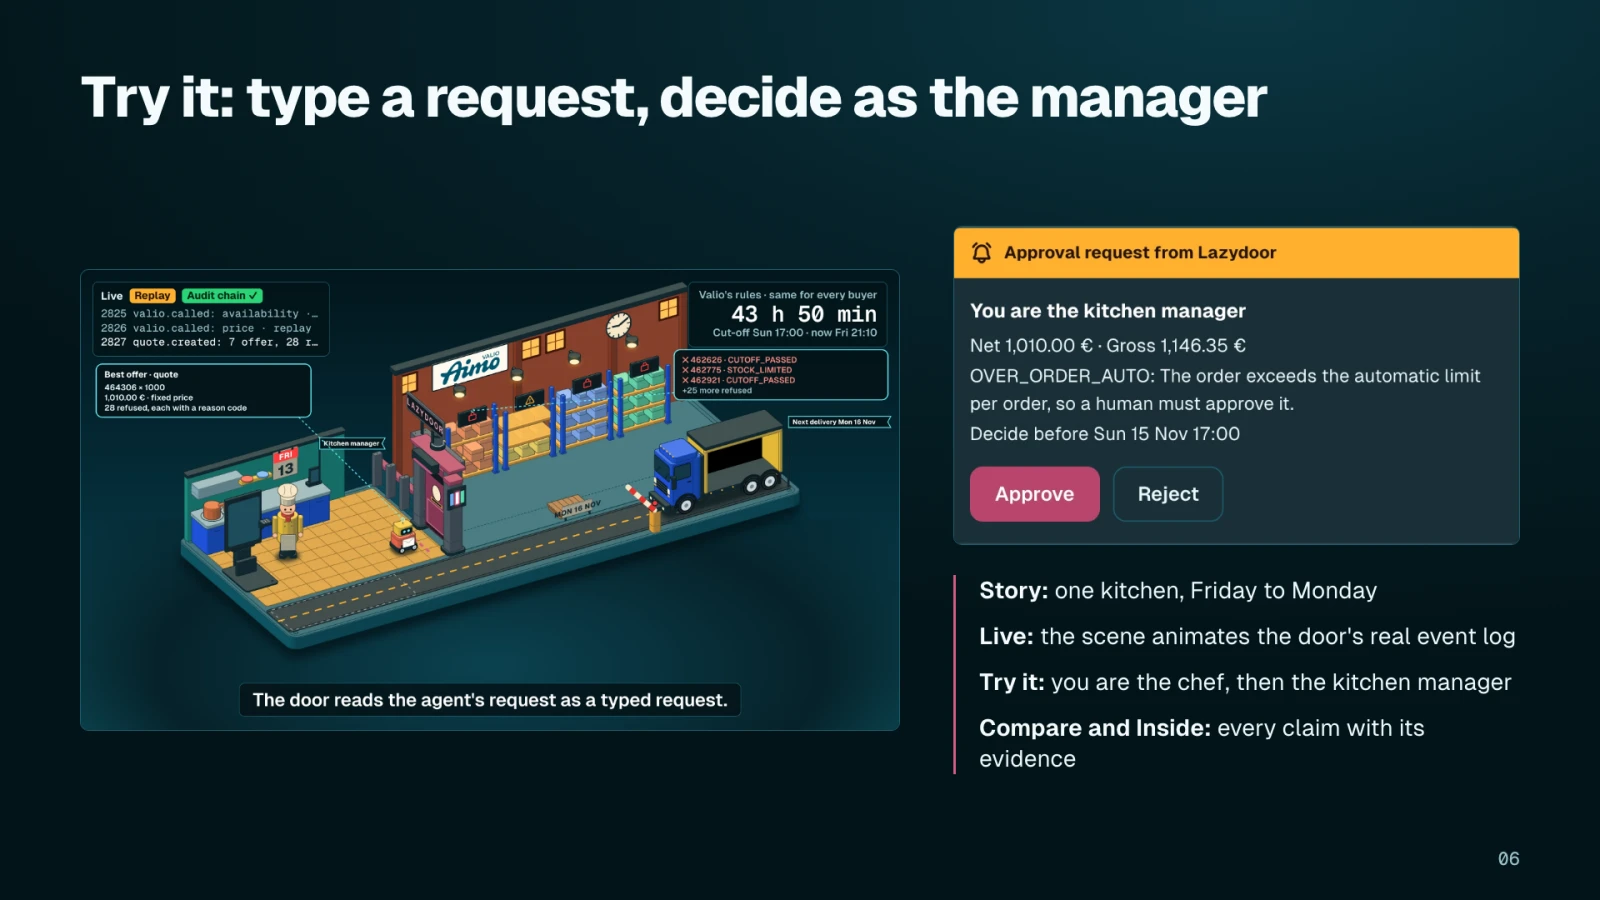 Try it: type a request, decide as the manager
Live Replay Audit chain ✓
2825 valio.called: availability ·…
2826 valio.called: price · replay
2827 quote.created: 7 offer, 28 r…
Best offer · quote
464306 × 1000
1,010.00 € · fixed price
28 refused, each with a reason code
Valio's rules · same for every buyer
43 h 50 min
Cut-off Sun 17:00 · now Fri 21:10
✕ 462626 · CUTOFF_PASSED
✕ 462775 · STOCK_LIMITED
✕ 462921 · CUTOFF_PASSED
+25 more refused
Next delivery Mon 16 Nov
Kitchen manager
VALIO
Aimo
LAZYDOOR
FRI
13
MON 16 NOV
The door reads the agent's request as a typed request.
Approval request from Lazydoor
You are the kitchen manager
Net 1,010.00 € · Gross 1,146.35 €
OVER_ORDER_AUTO: The order exceeds the automatic limit
per order, so a human must approve it.
Decide before Sun 15 Nov 17:00
Approve
Reject
Story: one kitchen, Friday to Monday
Live: the scene animates the door's real event log
Try it: you are the chef, then the kitchen manager
Compare and Inside: every claim with its
evidence
06